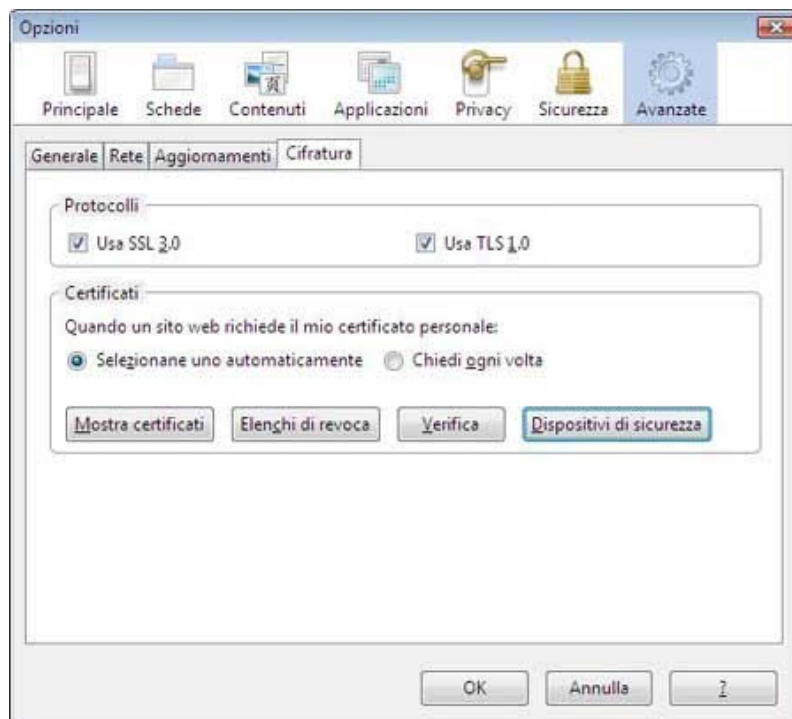 Opzioni
Principale Schede Contenuti Applicazioni Privacy Sicurezza Avanzate
Generale Rete Aggiornamenti Cifratura
Protocolli
Usa SSL 3.0 Usa TLS 1.0
Certificati
Quando un sito web richiede il mio certificato personale:
Selezionane uno automaticamente Chiedi ogni volta
Mostra certificati Elenchi di revoca Verifica Dispositivi di sicurezza
OK Annulla ?